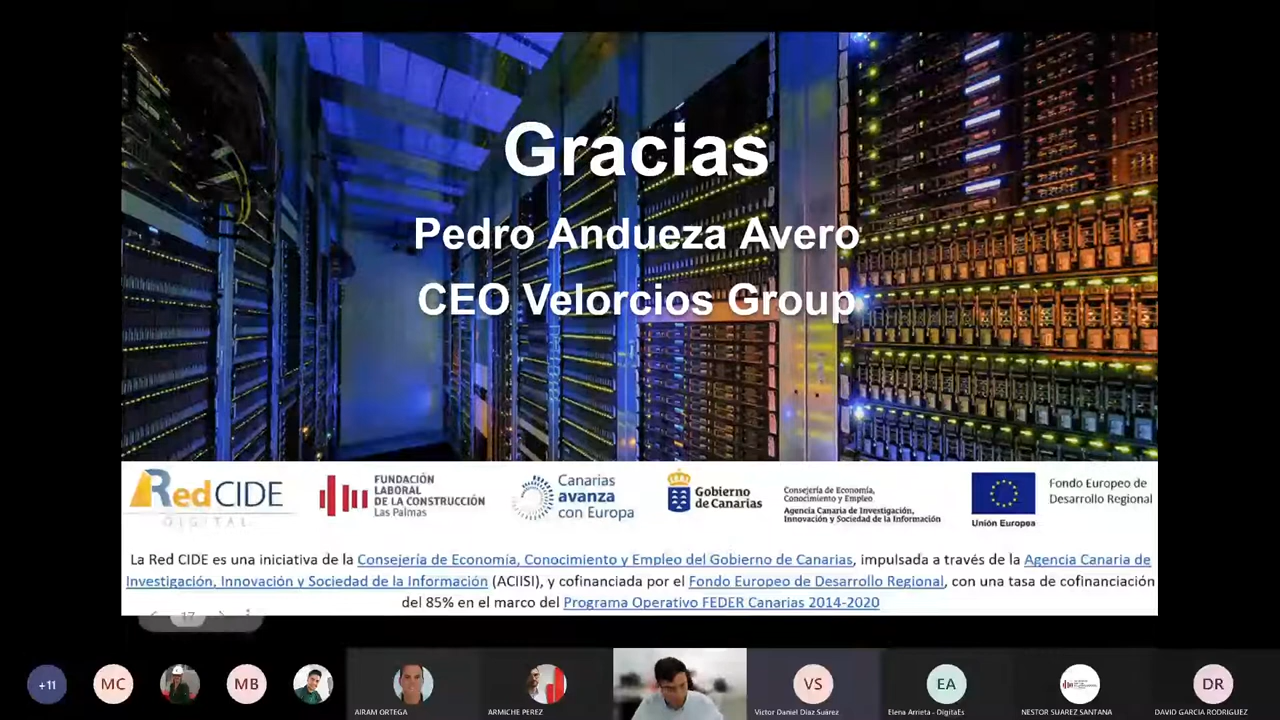 Gracias
Pedro Andueza Avero
CEO Velorcios Group
RedCIDE
DIGITAL
FUNDACIÓN
LABORAL
DE LA CONSTRUCCIÓN
Las Palmas
Canarias
avanza
con Europa
Gobierno
de Canarias
Consejería de Economía,
Conocimiento y Empleo
Agencia Canaria de Investigación,
Innovación y Sociedad de la Información
Unión Europea
Fondo Europeo de
Desarrollo Regional
La Red CIDE es una iniciativa de la Consejería de Economía, Conocimiento y Empleo del Gobierno de Canarias, impulsada a través de la Agencia Canaria de
Investigación, Innovación y Sociedad de la Información (ACIISI), y cofinanciada por el Fondo Europeo de Desarrollo Regional, con una tasa de cofinanciación
del 85% en el marco del Programa Operativo FEDER Canarias 2014-2020
17
+11
MC
MB
AIRAM ORTEGA
ARMICHE PEREZ
VS
Victor Daniel Díaz Suárez
EA
Elena Arrieta - DigitalEs
NESTOR SUAREZ SANTANA
DR
DAVID GARCIA RODRIGUEZ